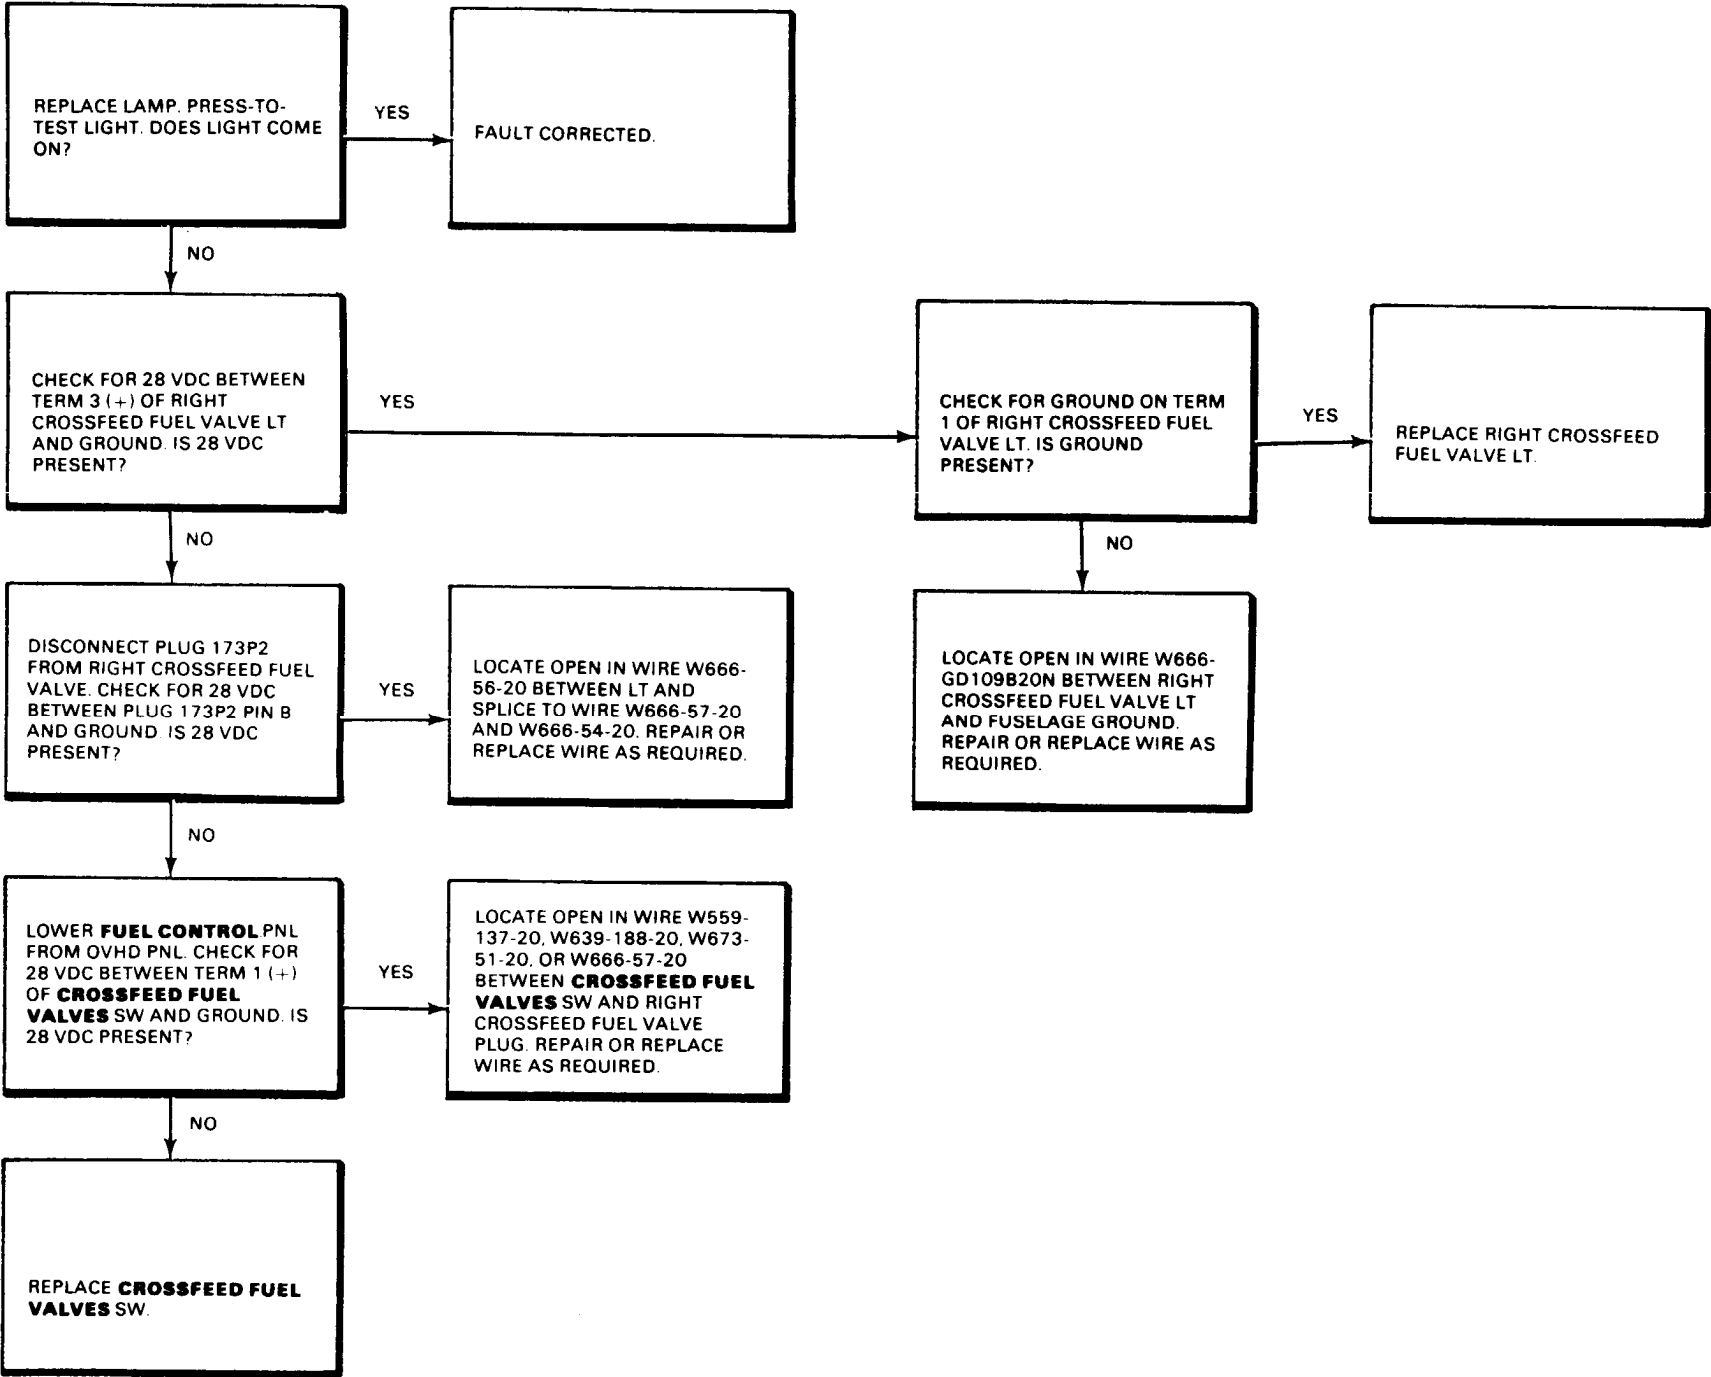 REPLACE LAMP. PRESS-TO-
TEST LIGHT. DOES LIGHT COME
ON?
YES
FAULT CORRECTED.
NO
CHECK FOR 28 VDC BETWEEN
TERM 3 (+) OF RIGHT
CROSSFEED FUEL VALVE LT
AND GROUND. IS 28 VDC
PRESENT?
YES
CHECK FOR GROUND ON TERM
1 OF RIGHT CROSSFEED FUEL
VALVE LT. IS GROUND
PRESENT?
YES
REPLACE RIGHT CROSSFEED
FUEL VALVE LT.
NO
NO
DISCONNECT PLUG 173P2
FROM RIGHT CROSSFEED FUEL
VALVE. CHECK FOR 28 VDC
BETWEEN PLUG 173P2 PIN B
AND GROUND. IS 28 VDC
PRESENT?
YES
LOCATE OPEN IN WIRE W666-
56-20 BETWEEN LT AND
SPLICE TO WIRE W666-57-20
AND W666-54-20. REPAIR OR
REPLACE WIRE AS REQUIRED.
LOCATE OPEN IN WIRE W666-
GD109B20N BETWEEN RIGHT
CROSSFEED FUEL VALVE LT
AND FUSELAGE GROUND.
REPAIR OR REPLACE WIRE AS
REQUIRED.
NO
LOWER FUEL CONTROL PNL
FROM OVHD PNL. CHECK FOR
28 VDC BETWEEN TERM 1 (+)
OF CROSSFEED FUEL
VALVES SW AND GROUND. IS
28 VDC PRESENT?
YES
LOCATE OPEN IN WIRE W559-
137-20, W639-188-20, W673-
51-20, OR W666-57-20
BETWEEN CROSSFEED FUEL
VALVES SW AND RIGHT
CROSSFEED FUEL VALVE
PLUG. REPAIR OR REPLACE
WIRE AS REQUIRED.
NO
REPLACE CROSSFEED FUEL
VALVES SW.